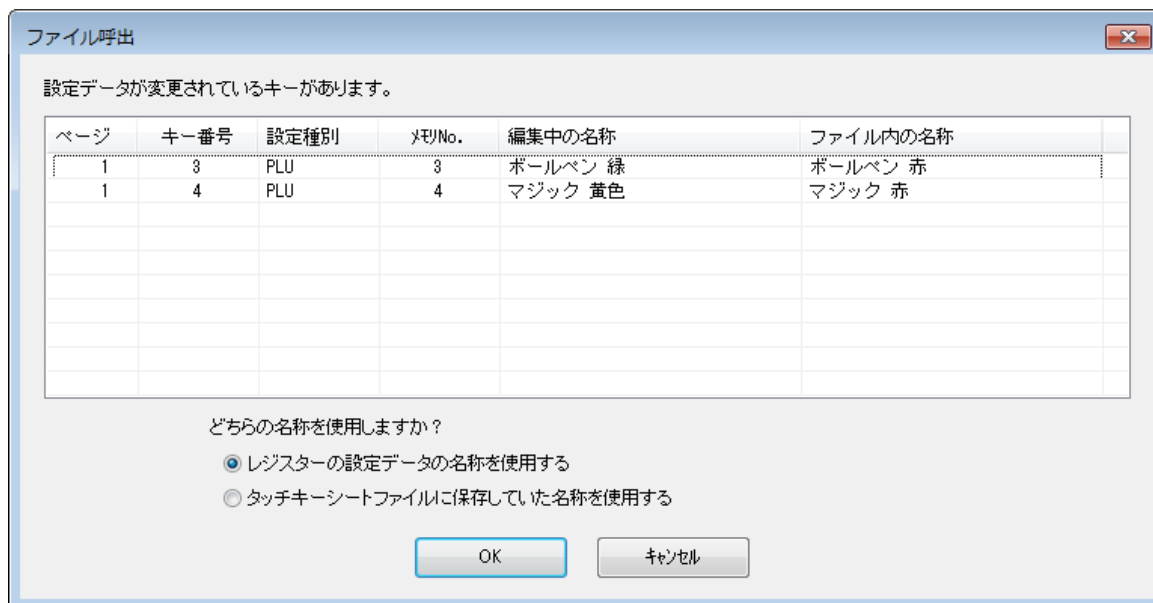 ファイル呼出
設定データが変更されているキーがあります。
ページ キー番号 設定種別 ﾒﾓﾘNo. 編集中の名称 ファイル内の名称
1 3 PLU 3 ボールペン 緑 ボールペン 赤
1 4 PLU 4 マジック 黄色 マジック 赤
どちらの名称を使用しますか？
レジスターの設定データの名称を使用する
タッチキーシートファイルに保存していた名称を使用する
OK ｷｬﾝｾﾙ